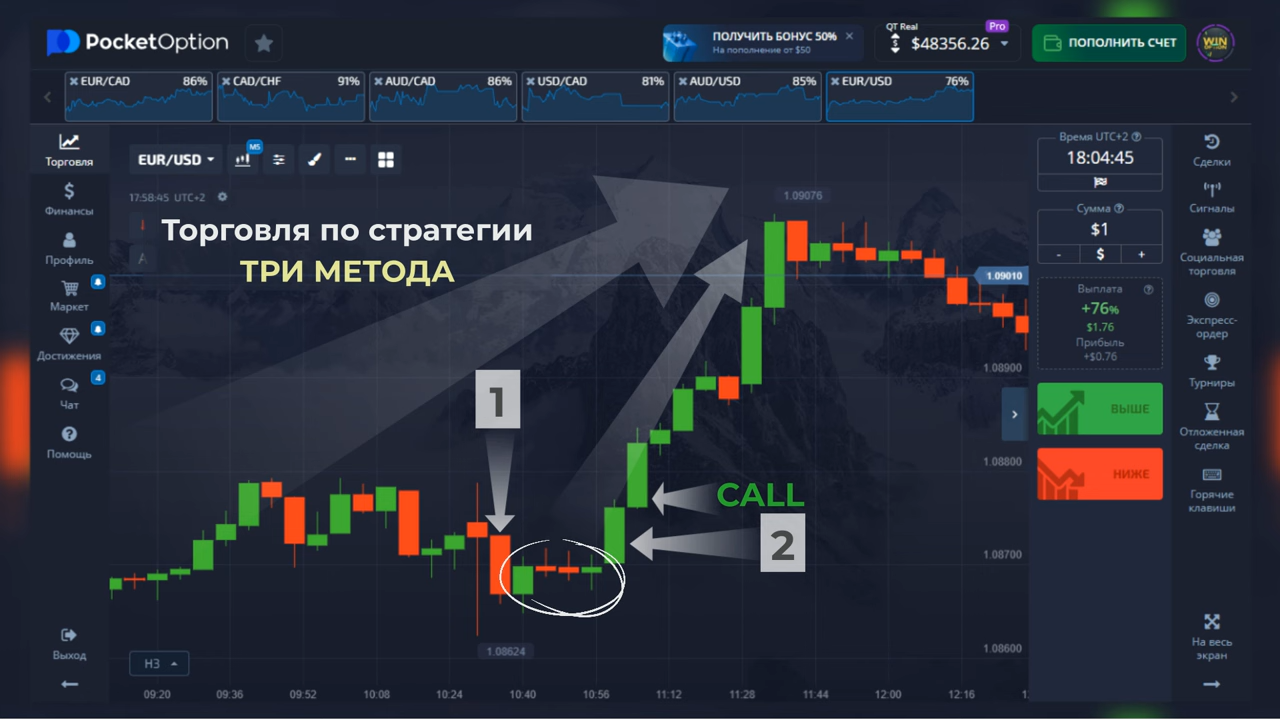 PocketOption
ПОЛУЧИТЬ БОНУС 50%
На пополнение от $50
QT Real
$48356.26
Pro
ПОПОЛНИТЬ СЧЕТ
WIN
EUR/CAD 86%
CAD/CHF 91%
AUD/CAD 86%
USD/CAD 81%
AUD/USD 85%
EUR/USD 76%
Торговля
Финансы
Профиль
Маркет
Достижения
4
Чат
Помощь
Выход
EUR/USD
M5
17:58:45 UTC+2
Торговля по стратегии
ТРИ МЕТОДА
1
CALL
2
1.09076
1.09010
1.08900
1.08800
1.08700
1.08600
1.08624
H3
09:20 09:36 09:52 10:08 10:24 10:40 10:56 11:12 11:28 11:44 12:00 12:16
Время UTC+2
18:04:45
Сумма
$1
- $ +
Выплата
+76%
$1.76
Прибыль
+$0.76
ВЫШЕ
НИЖЕ
Сделки
Сигналы
Социальная
торговля
Экспресс-
ордер
Турниры
Отложенная
сделка
Горячие
клавиши
На весь
экран